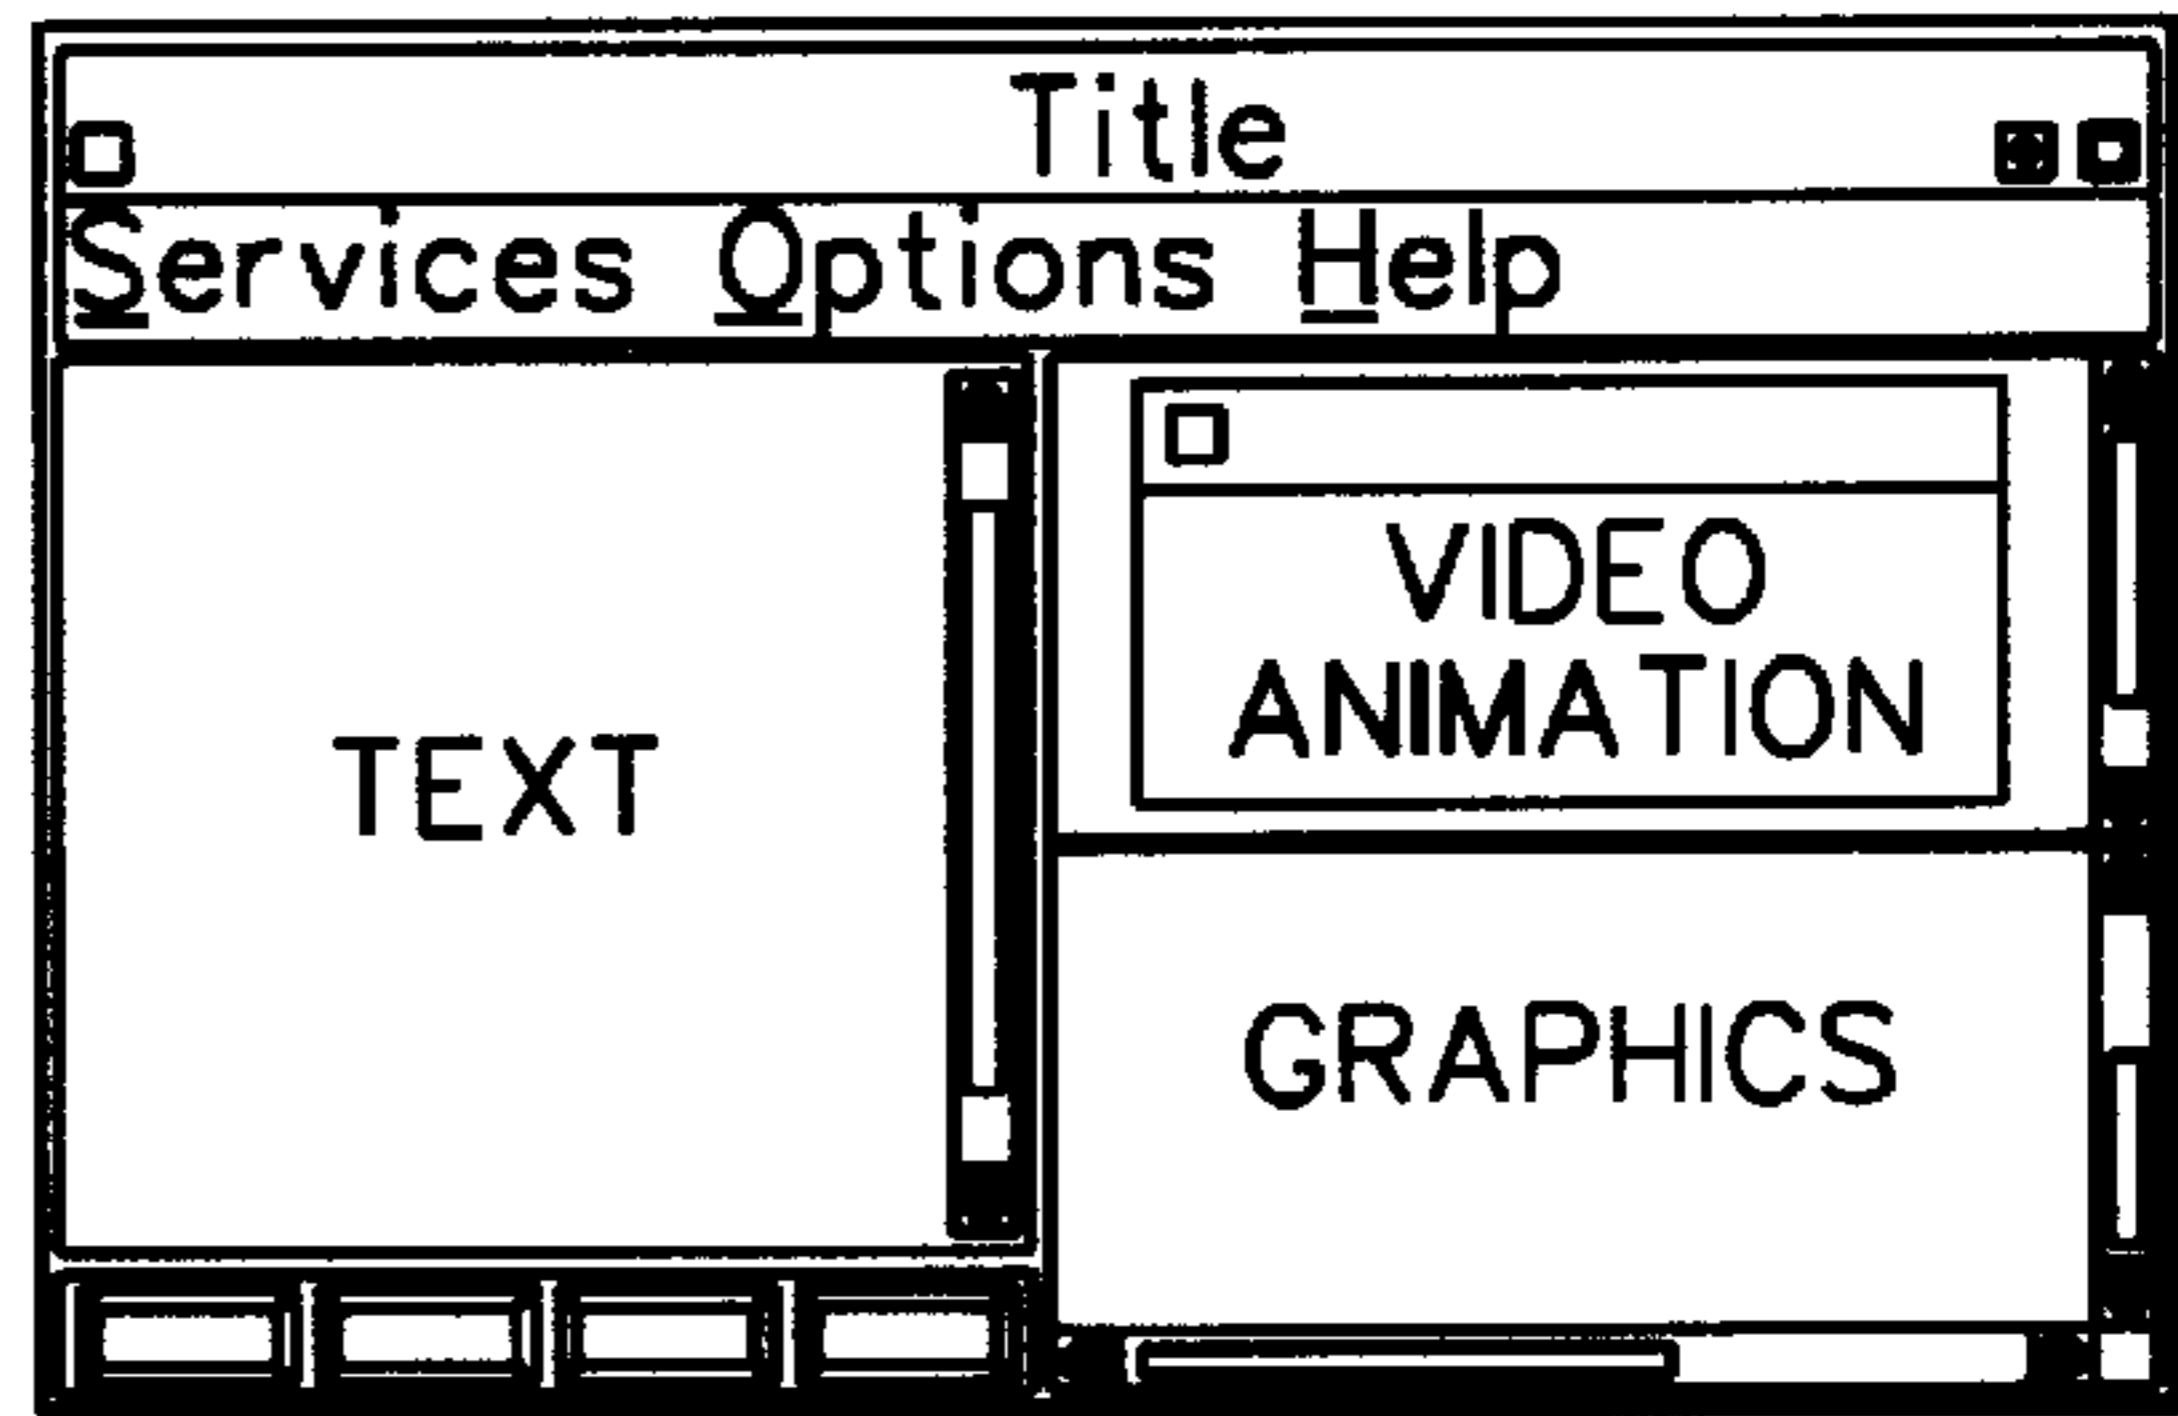 Title
Services Options Help
TEXT
VIDEO
ANIMATION
GRAPHICS